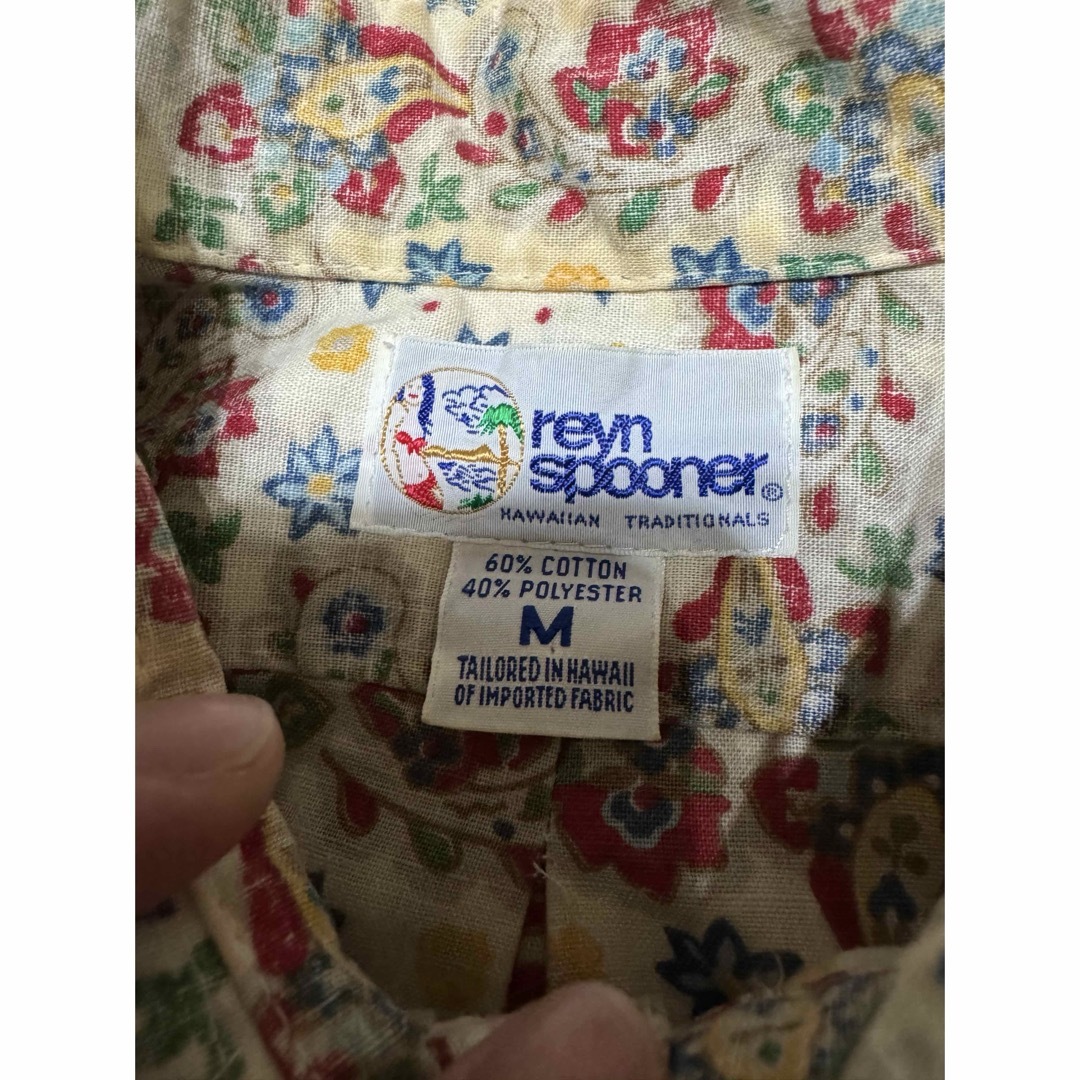 reyn
spooner®
HAWAIIAN TRADITIONALS
60% COTTON
40% POLYESTER
M
TAILORED IN HAWAII
OF IMPORTED FABRIC